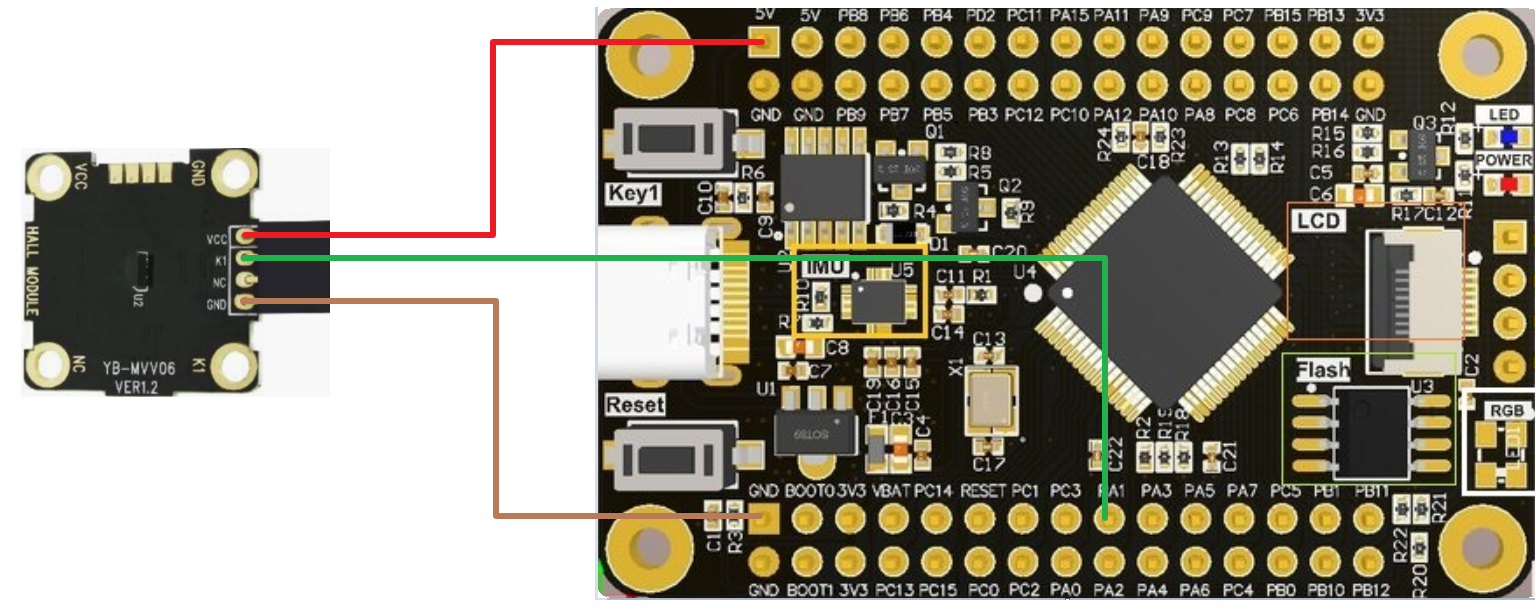 VCC
GND
HALL MODULE
VCC
K1
NC
GND
U2
NC
K1
YB-MVV06
VER1.2
5V 5V PB8 PB6 PB4 PD2 PC11 PA15 PA11 PA9 PC9 PC7 PB15 PB13 3V3
GND GND PB9 PB7 PB5 PB3 PC12 PC10 PA12 PA10 PA8 PC8 PC6 PB14 GND
Key1
C10
R6
C9
Q1
R8
R5
R4
Q2
R9
D1
C20
R24
C18
R23
R13
R14
R15
R16
C5
C6
Q3
R12
R17
C12
LED
POWER
LCD
IMU
U5
R10
C11
R1
C14
U4
C8
C7
U1
C19
C16
C15
C4
X1
C13
C17
Flash
U3
C2
RGB
Reset
C22
R2
R19
R18
C21
GND BOOT0 3V3 VBAT PC14 RESET PC1 PC3 PA1 PA3 PA5 PA7 PC5 PB1 PB11
C1
R3
R22
R21
R20
GND BOOT1 3V3 PC13 PC15 PC0 PC2 PA0 PA2 PA4 PA6 PC4 PB0 PB10 PB12